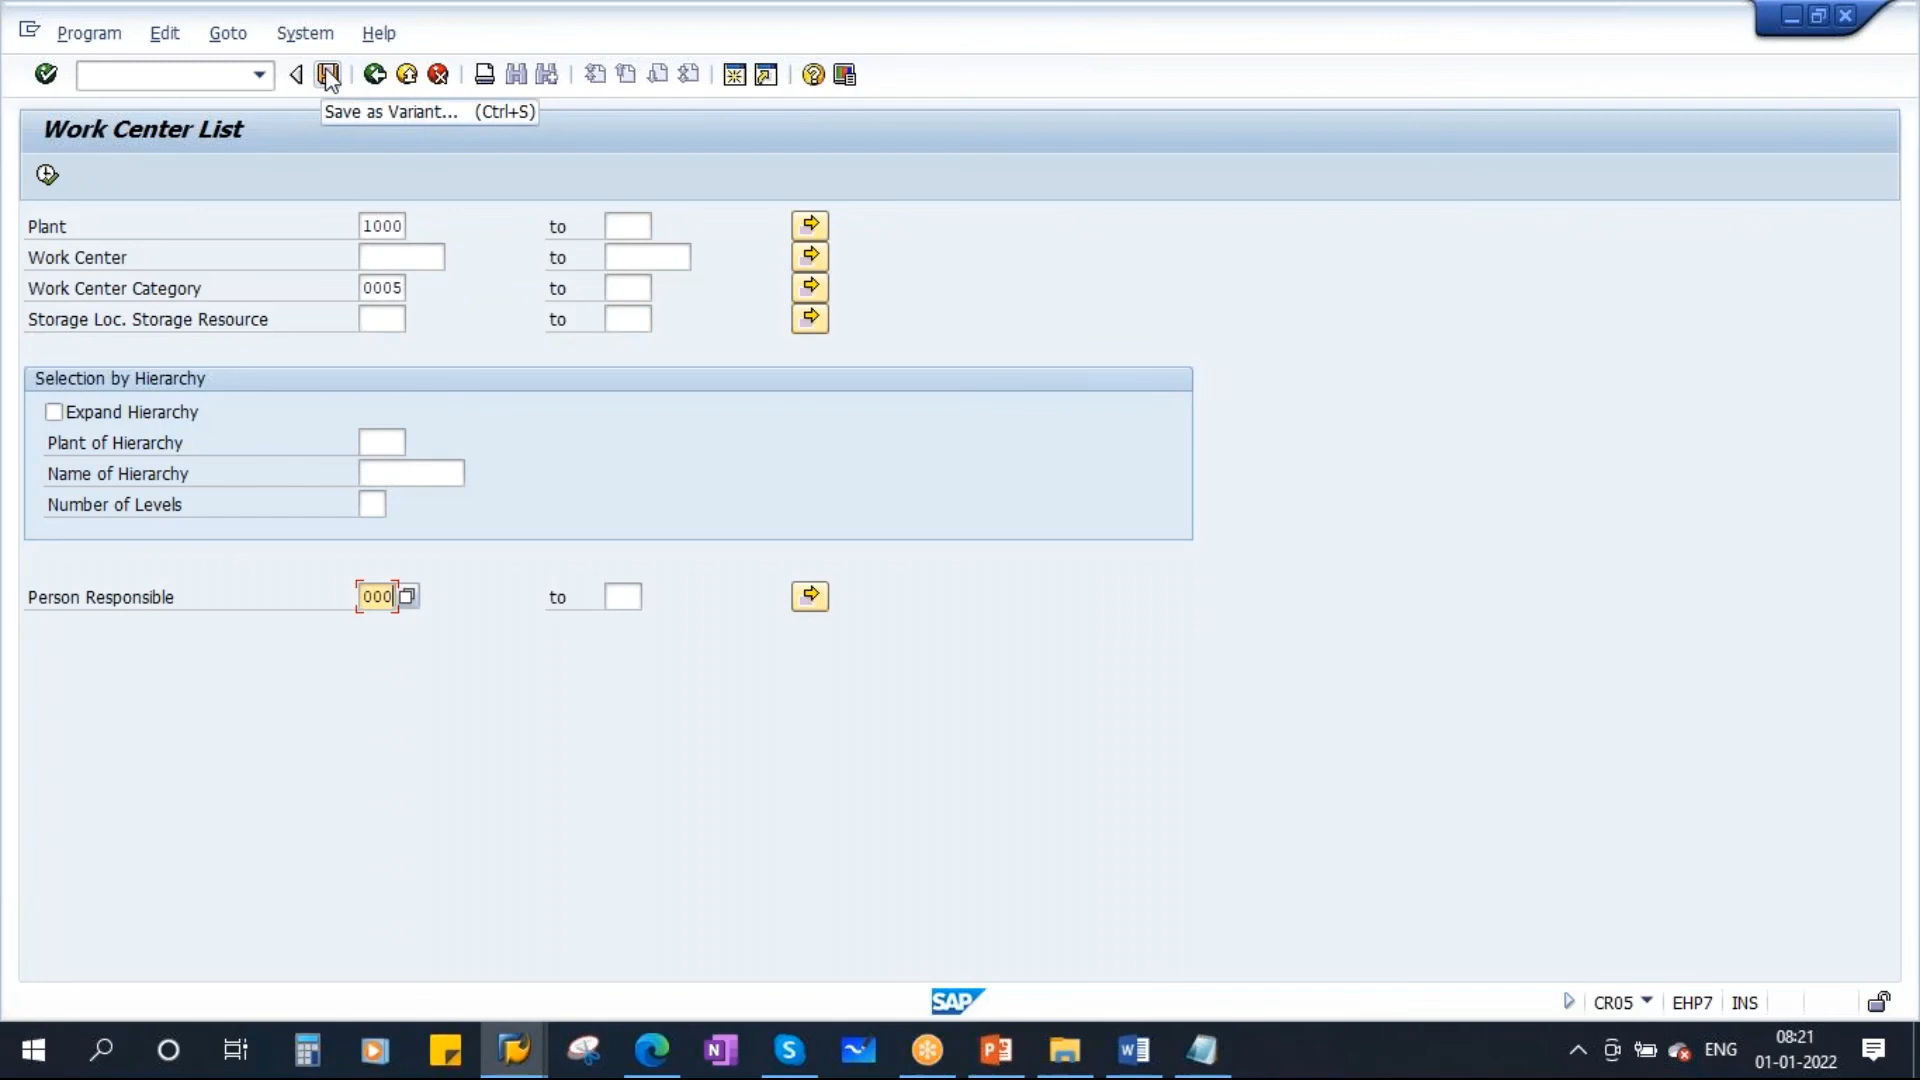 Program Edit Goto System Help
Save as Variant... (Ctrl+S)
Work Center List
Plant 1000 to
Work Center to
Work Center Category 0005 to
Storage Loc. Storage Resource to
Selection by Hierarchy
Expand Hierarchy
Plant of Hierarchy
Name of Hierarchy
Number of Levels
Person Responsible 000 to
SAP CR05 EHP7 INS
N S P W ENG 08:21
01-01-2022